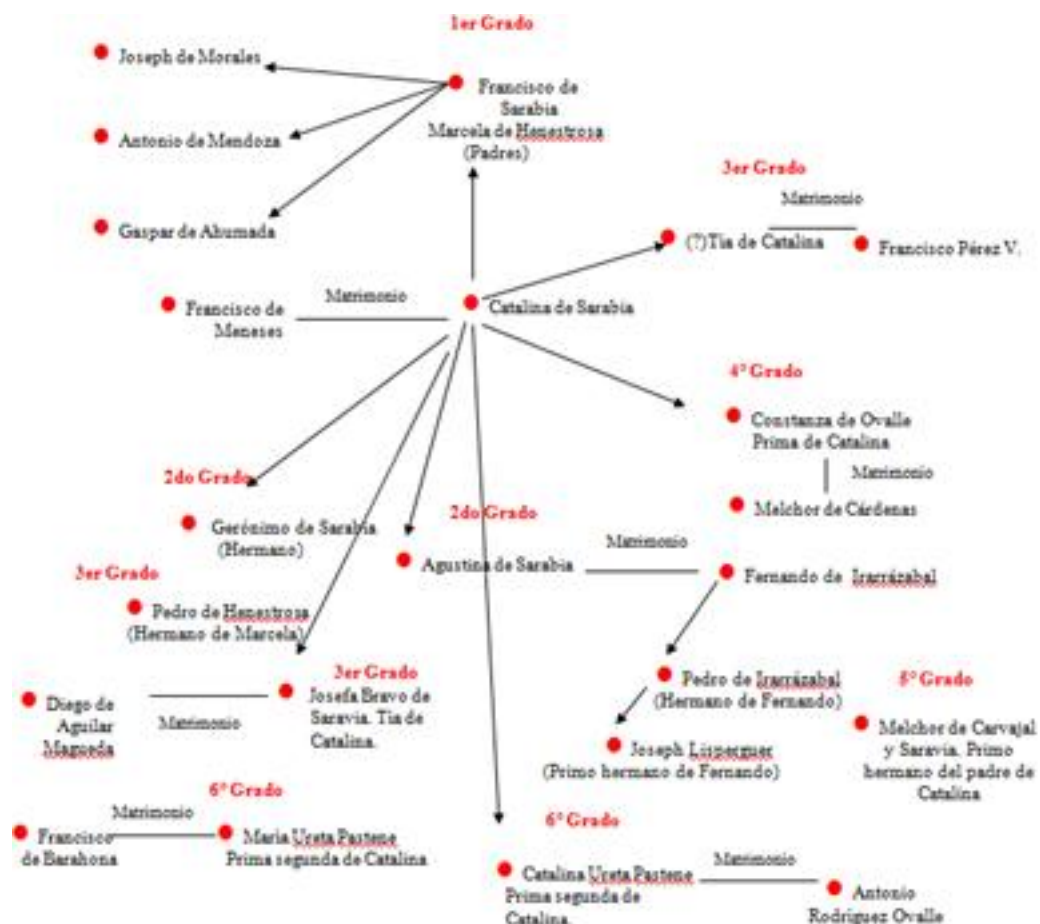 1er Grado
Joseph de Morales
Francisco de
Sarabia
Marcela de Henestrosa
(Padres)
Antonio de Mendoza
Gaspar de Ahumada
3er Grado
Matrimonio
(?)Tia de Catalina
Francisco Pérez V.
Francisco de
Meneses
Matrimonio
Catalina de Sarabia
4° Grado
Constanza de Ovalle
Prima de Catalina
Matrimonio
Melchor de Cárdenas
2do Grado
Gerónimo de Sarabia
(Hermano)
2do Grado
Agustina de Sarabia
Matrimonio
Fernando de Irarrázabal
3er Grado
Pedro de Henestrosa
(Hermano de Marcela)
3er Grado
Josefa Bravo de
Saravia. Tia de
Catalina.
Matrimonio
Diego de
Aguilar
Magueda
Pedro de Irarrázabal
(Hermano de Fernando)
5° Grado
Melchor de Carvajal
y Saravia. Primo
hermano del padre de
Catalina
Joseph Lisperguer
(Primo hermano de Fernando)
6° Grado
Matrimonio
Francisco
de Barahona
Maria Ureta Pastene
Prima segunda de Catalina
6° Grado
Catalina Ureta Pastene
Prima segunda de
Catalina.
Matrimonio
Antonio
Rodríguez Ovalle